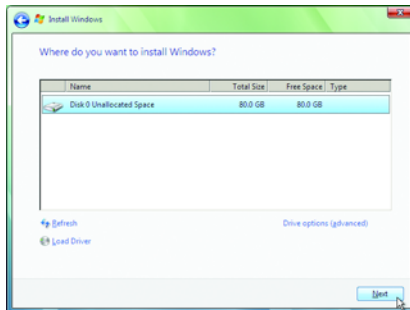 Install Windows
Where do you want to install Windows?
Name Total Size Free Space Type
Disk 0 Unallocated Space 80.0 GB 80.0 GB
Refresh Drive options (advanced)
Load Driver
Next